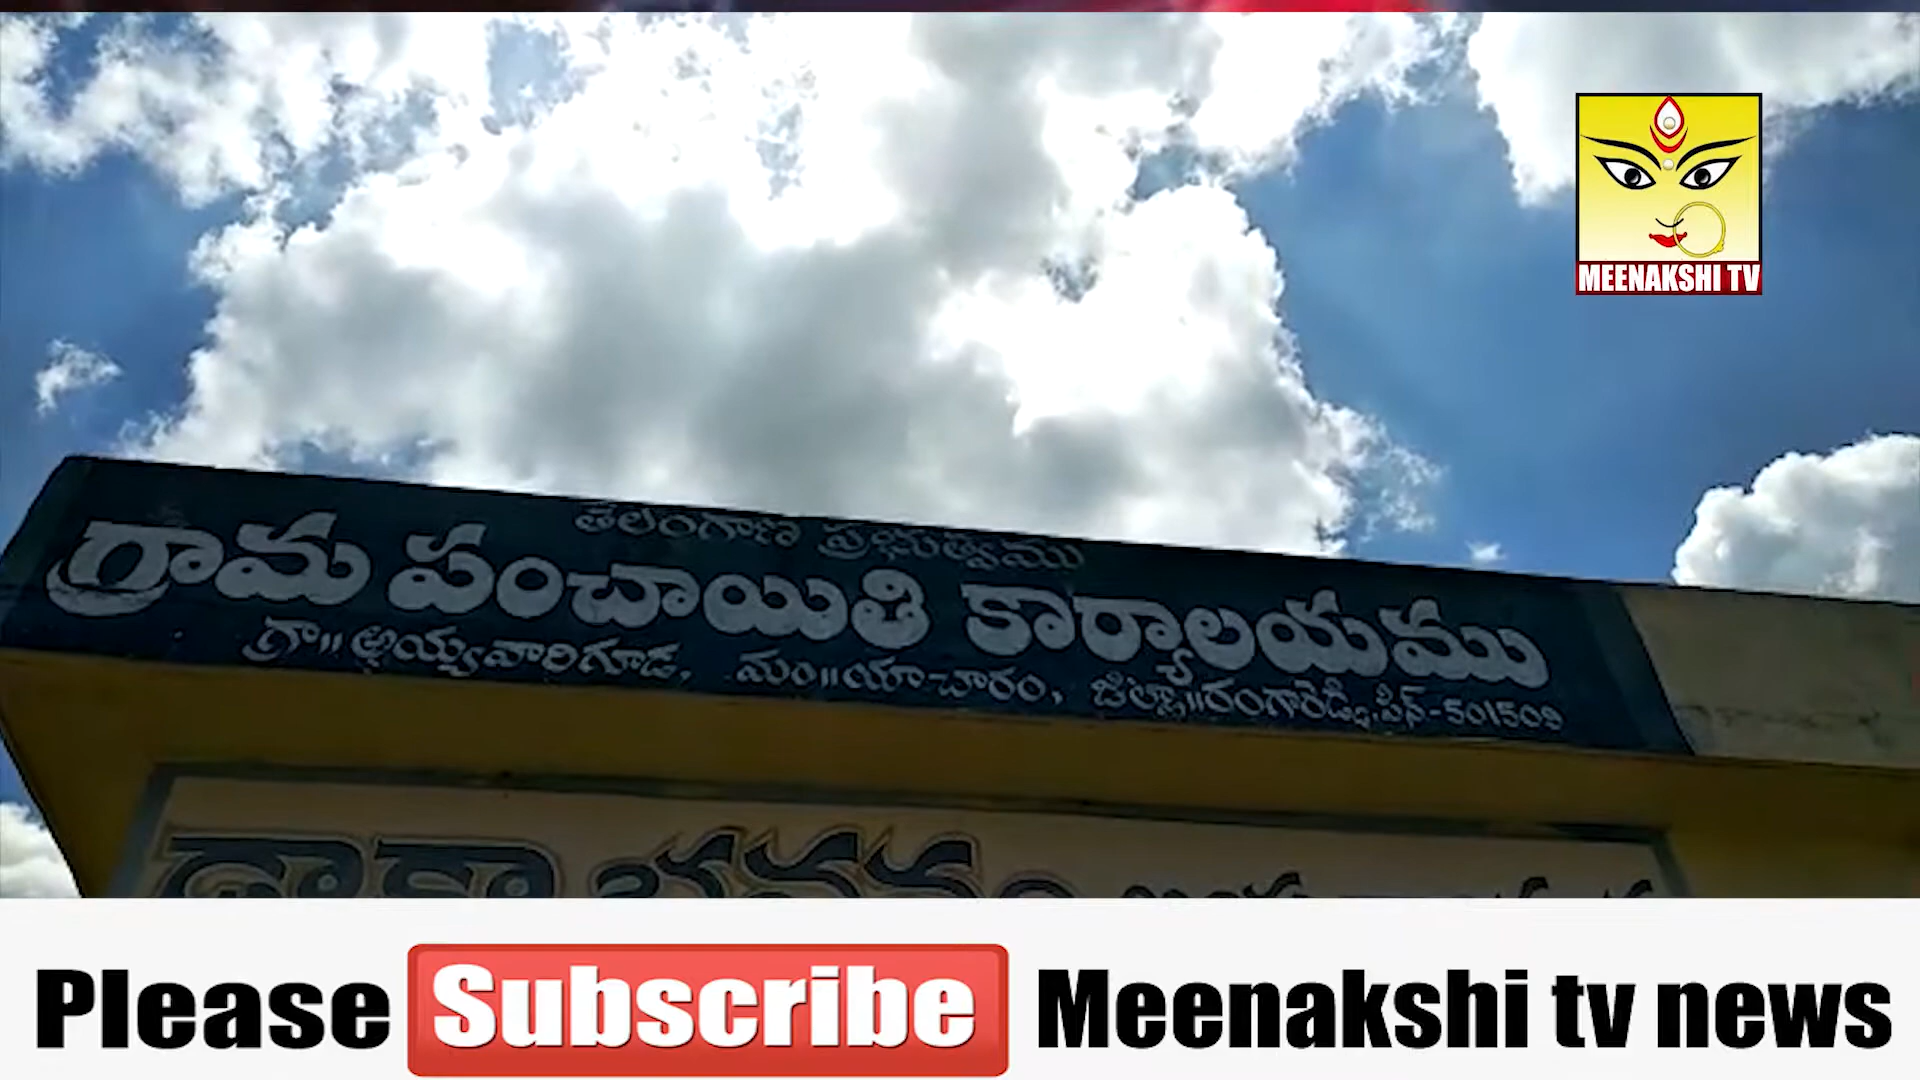 MEENAKSHI TV
తెలంగాణ ప్రభుత్వము
గ్రామ పంచాయితి కార్యాలయము
గ్రా॥ అయ్యవారిగూడ, మం॥యాచారం, జిల్లా॥రంగారెడ్డి.పిన్-501509
Please Subscribe Meenakshi tv news